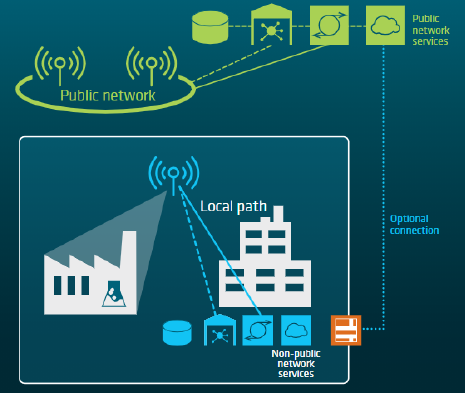 Public
network
services
Public network
Local path
Optional
connection
Non-public
network
services